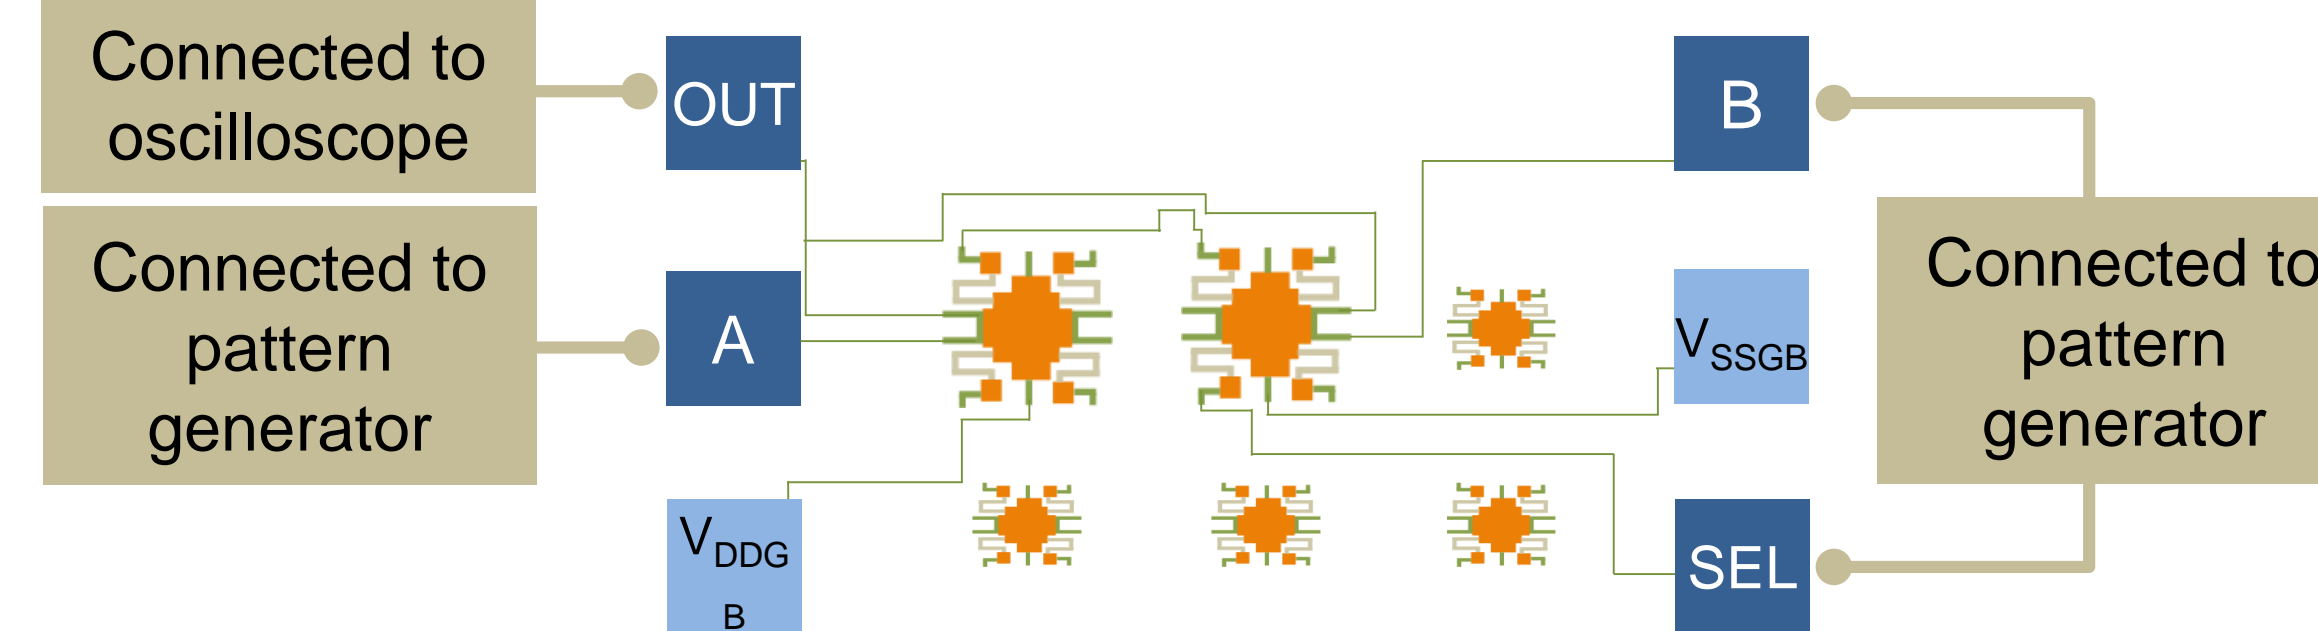 Connected to
oscilloscope
OUT
B
Connected to
pattern
generator
A
VSSGB
Connected to
pattern
generator
VDDG
B
SEL